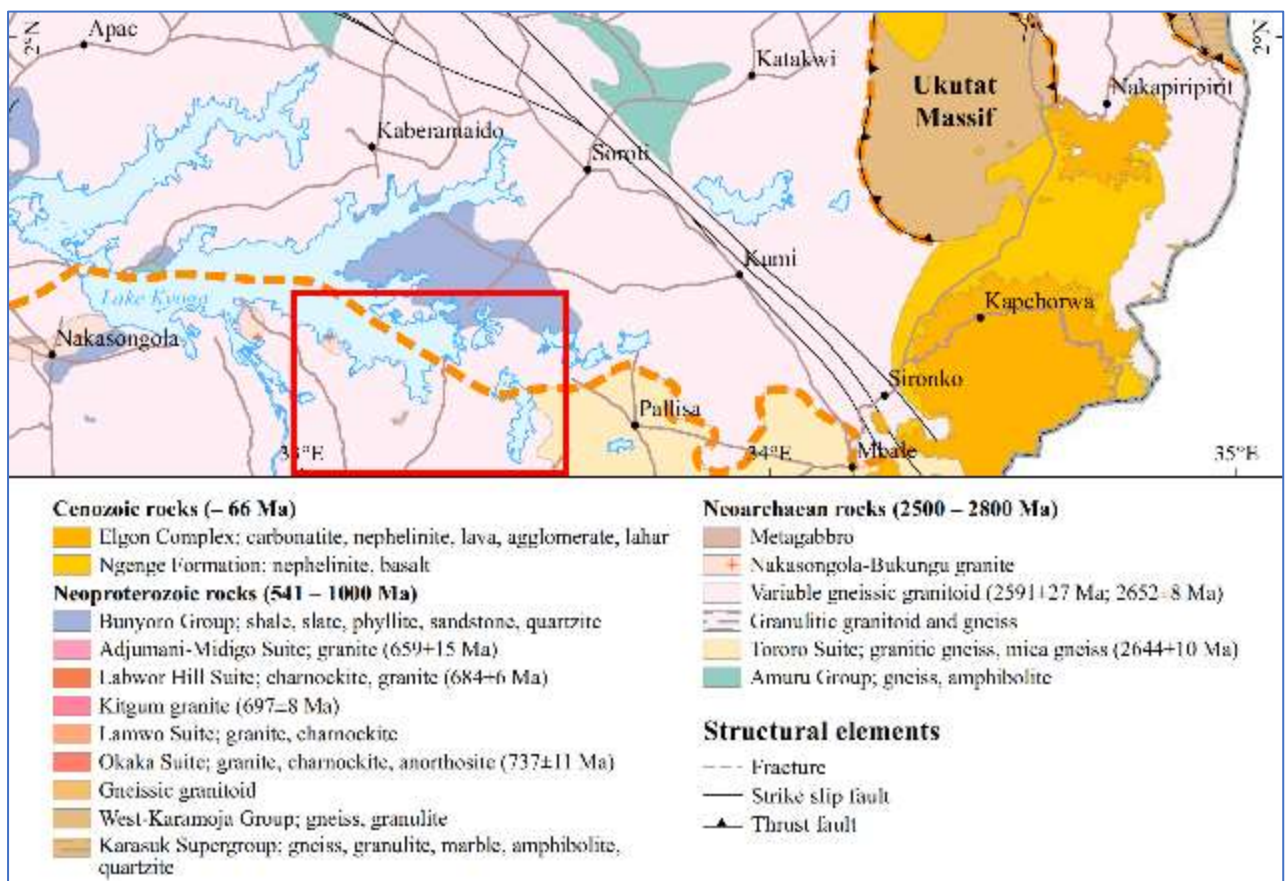 2°N
Apac
Katakwi
Ukutat
Massif
2°N
Nakapiripirit
Kaberamaido
Soroti
Kumi
Lake Kyoga
Kapchorwa
Nakasongola
Sironko
Pallisa
33°E
34°E
Mbale
35°E
Cenozoic rocks (– 66 Ma)
Elgon Complex; carbonatite, nephelinite, lava, agglomerate, lahar
Ngenge Formation; nephelinite, basalt
Neoproterozoic rocks (541 – 1000 Ma)
Bunyoro Group; shale, slate, phyllite, sandstone, quartzite
Adjumani-Midigo Suite; granite (659±15 Ma)
Labwor Hill Suite; charnockite, granite (684±6 Ma)
Kitgum granite (697±8 Ma)
Lamwo Suite; granite, charnockite
Okaka Suite; granite, charnockite, anorthosite (737±11 Ma)
Gneissic granitoid
West-Karamoja Group; gneiss, granulite
Karasuk Supergroup; gneiss, granulite, marble, amphibolite,
quartzite
Neoarchaean rocks (2500 – 2800 Ma)
Metagabbro
Nakasongola-Bukungu granite
Variable gneissic granitoid (2591±27 Ma; 2652±8 Ma)
Granulitic granitoid and gneiss
Tororo Suite; granitic gneiss, mica gneiss (2644±10 Ma)
Amuru Group; gneiss, amphibolite
Structural elements
Fracture
Strike slip fault
Thrust fault